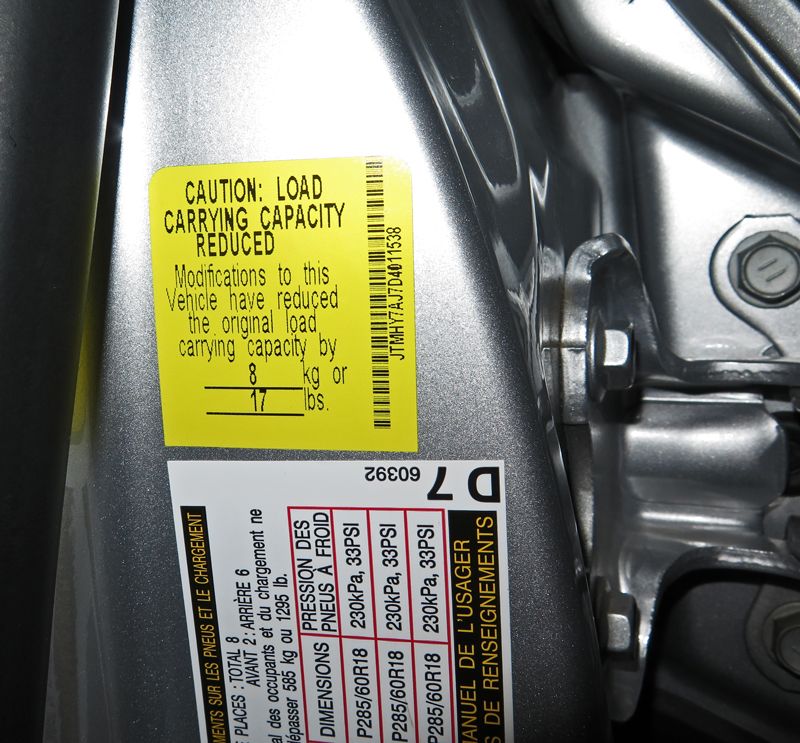 CAUTION: LOAD
CARRYING CAPACITY
REDUCED
Modifications to this
Vehicle have reduced
the original load
carrying capacity by
8 kg or
17 lbs.
JTMHY7AJ7D4011538
D 7
60392
MENTS SUR LES PNEUS ET LE CHARGEMENT
PLACES : TOTAL 8
AVANT 2: ARRIÈRE 6
al des occupants et du chargement ne
dépasser 585 kg ou 1295 lb.
DIMENSIONS PRESSION DES PNEUS À FROID
P285/60R18 230kPa, 33PSI
P285/60R18 230kPa, 33PSI
P285/60R18 230kPa, 33PSI
MANUEL DE L'USAGER
S DE RENSEIGNEMENTS